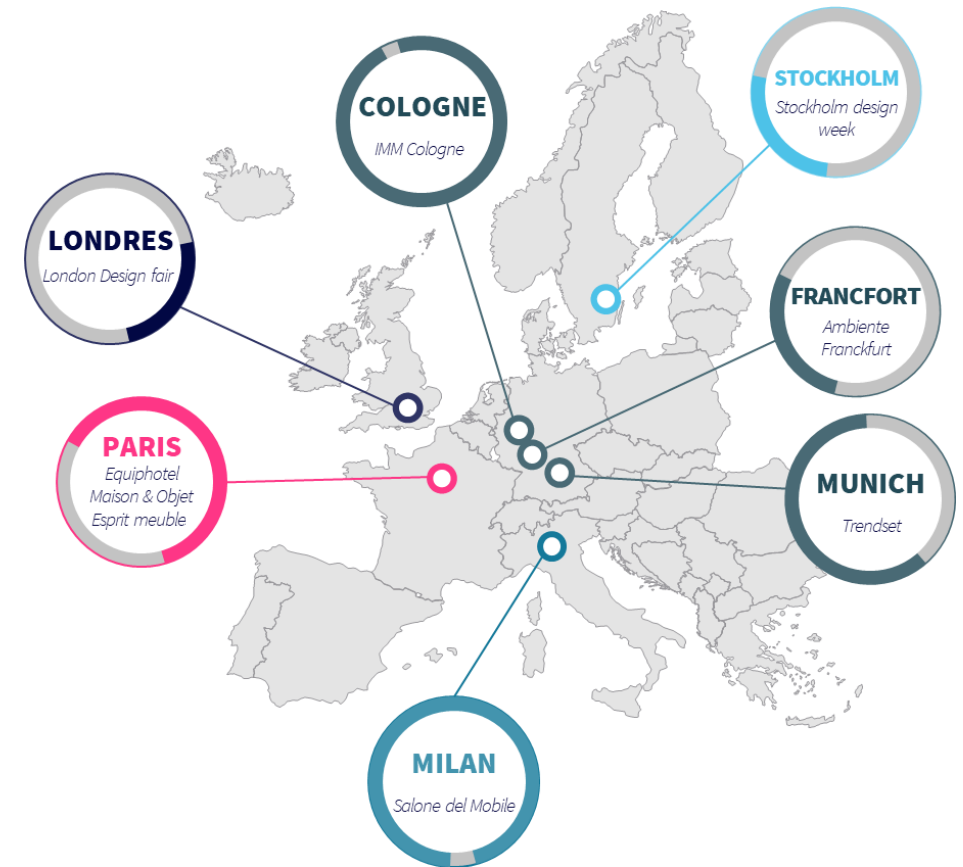 STOCKHOLM
Stockholm design
week
COLOGNE
IMM Cologne
LONDRES
London Design fair
FRANCFORT
Ambiente
Franckfurt
PARIS
Equiphotel
Maison & Objet
Esprit meuble
MUNICH
Trendset
MILAN
Salone del Mobile